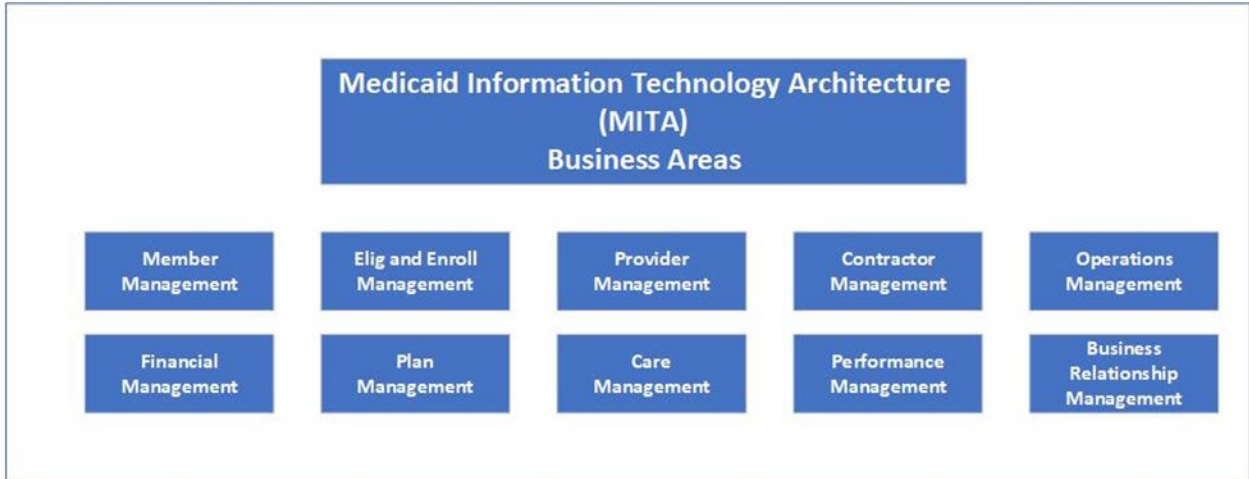 Medicaid Information Technology Architecture
(MITA)
Business Areas
Member
Management
Elig and Enroll
Management
Provider
Management
Contractor
Management
Operations
Management
Financial
Management
Plan
Management
Care
Management
Performance
Management
Business
Relationship
Management